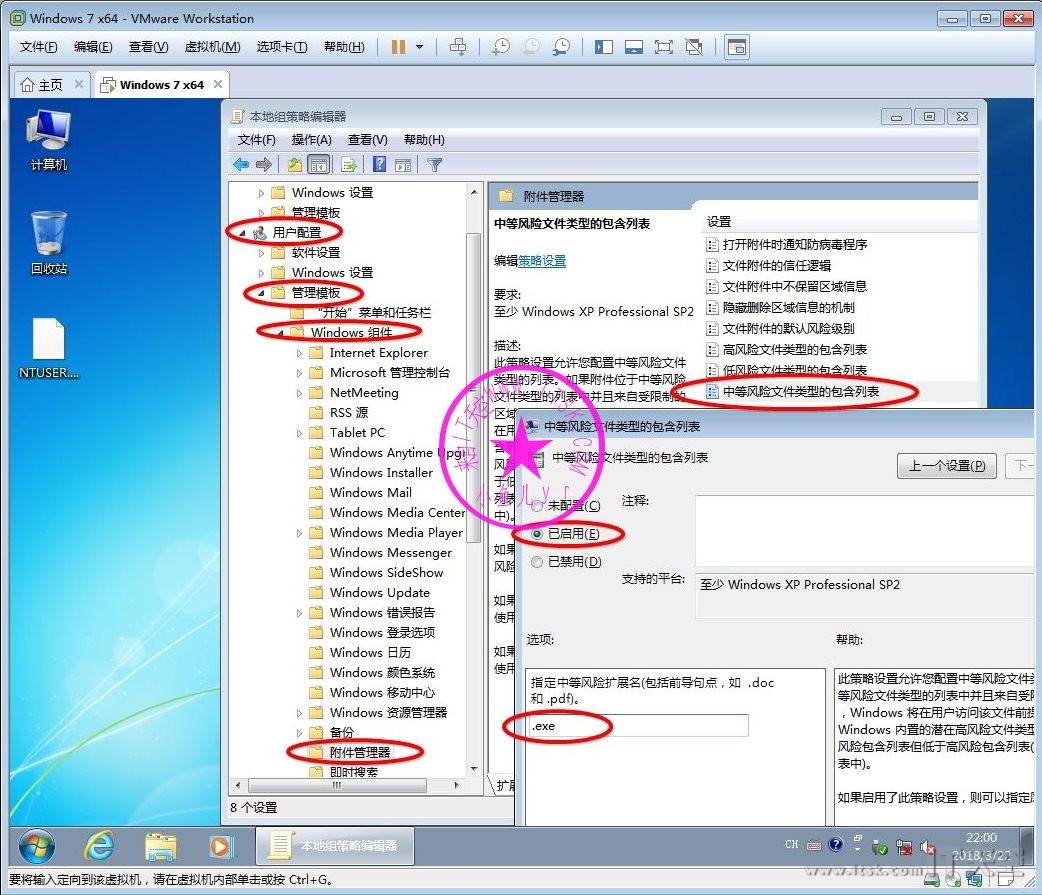 Windows 7 x64 - VMware Workstation
文件(F) 编辑(E) 查看(V) 虚拟机(M) 选项卡(T) 帮助(H)
主页 Windows 7 x64
计算机
回收站
NTUSER....
本地组策略编辑器
文件(F) 操作(A) 查看(V) 帮助(H)
Windows 设置
管理模板
用户配置
软件设置
Windows 设置
管理模板
"开始"菜单和任务栏
Windows 组件
Internet Explorer
Microsoft 管理控制台
NetMeeting
RSS 源
Tablet PC
Windows Anytime Upgr
Windows Installer
Windows Mail
Windows Media Center
Windows Media Player
Windows Messenger
Windows SideShow
Windows Update
Windows 错误报告
Windows 登录选项
Windows 日历
Windows 颜色系统
Windows 移动中心
Windows 资源管理器
备份
附件管理器
即时搜索
8 个设置
附件管理器
中等风险文件类型的包含列表
编辑策略设置
要求:
至少 Windows XP Professional SP2
描述:
此策略设置允许您配置中等风险文件
类型的列表。如果附件位于中等风险
文件类型的列表中并且来自受限制的
区域
在用
风
于低
列表
中)。
如果
风险
如果
使用
如果
使用
扩展
设置
打开附件时通知防病毒程序
文件附件的信任逻辑
文件附件中不保留区域信息
隐藏删除区域信息的机制
文件附件的默认风险级别
高风险文件类型的包含列表
低风险文件类型的包含列表
中等风险文件类型的包含列表
中等风险文件类型的包含列表
中等风险文件类型的包含列表
上一个设置(P)
下一
未配置(C)
已启用(E)
已禁用(D)
注释:
支持的平台:
至少 Windows XP Professional SP2
选项:
帮助:
指定中等风险扩展名(包括前导句点，如 .doc
和 .pdf)。
.exe
此策略设置允许您配置中等风险文件类
等风险文件类型的列表中并且来自受限
，Windows 将在用户访问该文件前提
Windows 内置的潜在高风险文件类型
风险包含列表但低于高风险包含列表(
表中)。
如果启用了此策略设置，则可以指定风
本地组策略编辑器
CH
22:00
2018/3/21
www.itsk.com
要将输入定向到该虚拟机，请在虚拟机内部单击或按 Ctrl+G。